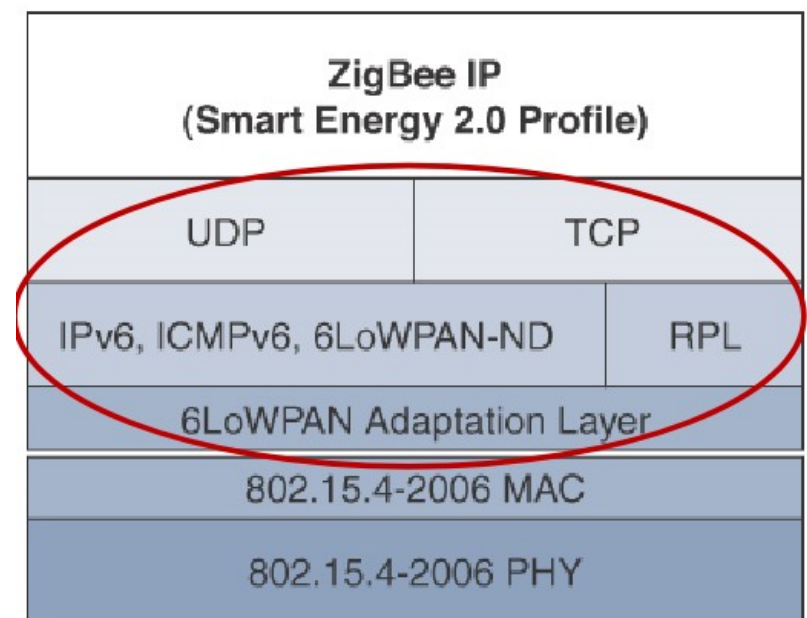 ZigBee IP
(Smart Energy 2.0 Profile)
UDP
TCP
IPv6, ICMPv6, 6LoWPAN-ND
RPL
6LoWPAN Adaptation Layer
802.15.4-2006 MAC
802.15.4-2006 PHY